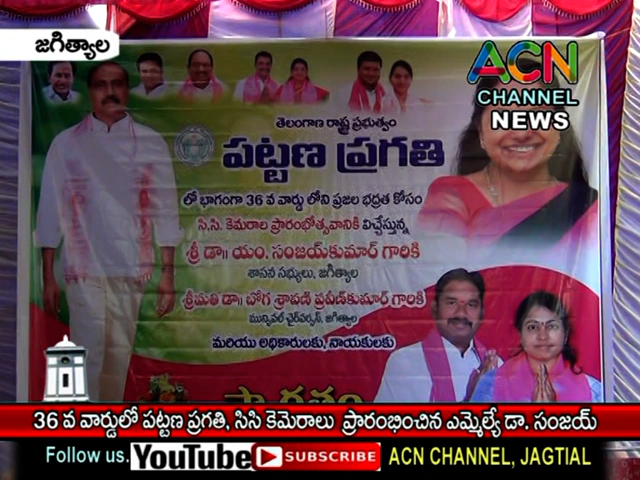 జగిత్యాల
ACN
CHANNEL
NEWS
తెలంగాణ రాష్ట్ర ప్రభుత్వం
పట్టణ ప్రగతి
లో భాగంగా 36 వ వార్డు లోని ప్రజల భద్రత కోసం
సి.సి. కెమెరాల ప్రారంభోత్సవానికి విచ్చేస్తున్న
శ్రీ డా॥ యం. సంజయ్‌కుమార్ గారికి
శాసన సభ్యులు, జగిత్యాల
శ్రీమతి డా॥ బోగ శ్రావణి ప్రవీణ్‌కుమార్ గారికి
మున్సిపల్ చైర్‌పర్సన్, జగిత్యాల
మరియు అధికారులకు, నాయకులకు
స్వాగతం
36 వ వార్డులో పట్టణ ప్రగతి, సిసి కెమెరాలు ప్రారంభించిన ఎమ్మెల్యే డా. సంజయ్
Follow us. YouTube SUBSCRIBE ACN CHANNEL, JAGTIAL